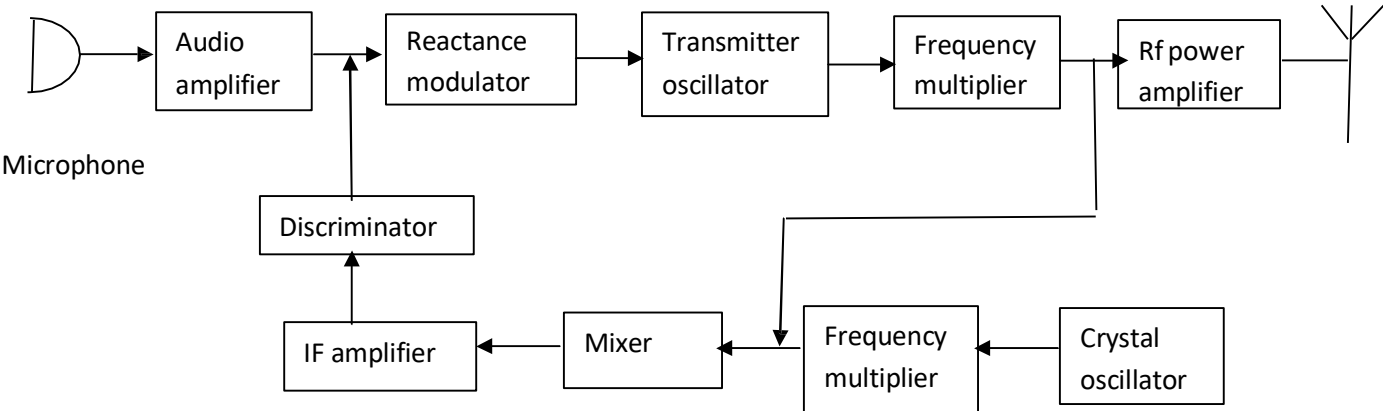 Audio
amplifier
Reactance
modulator
Transmitter
oscillator
Frequency
multiplier
Rf power
amplifier
Microphone
Discriminator
IF amplifier
Mixer
Frequency
multiplier
Crystal
oscillator